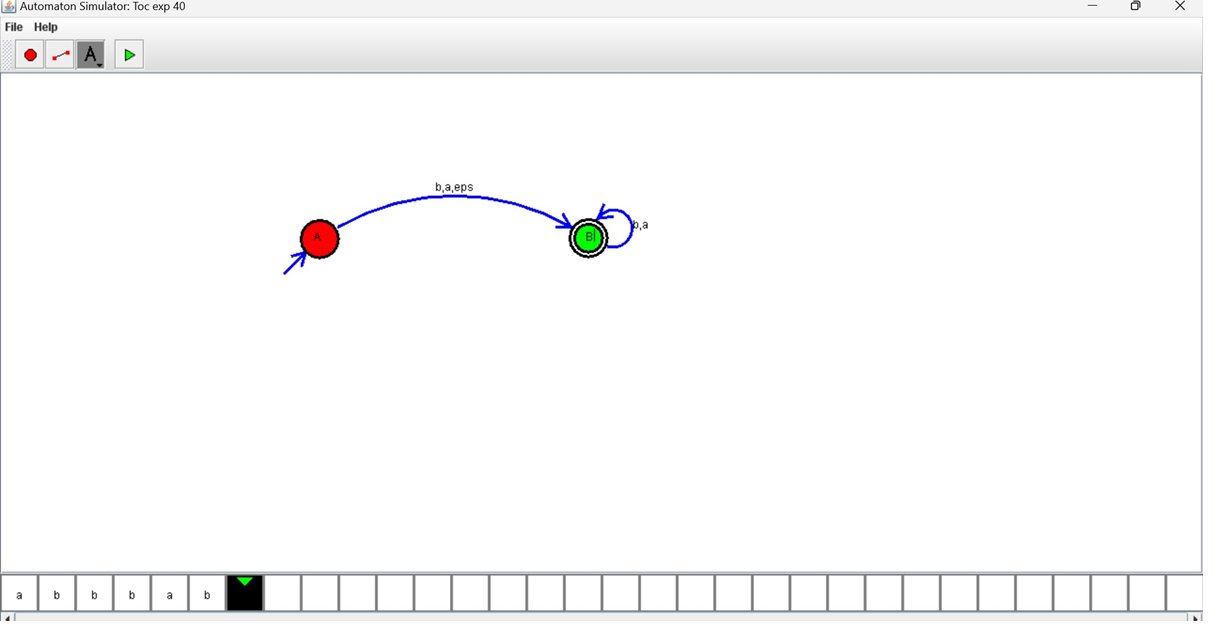 Automaton Simulator: Toc exp 40
File Help
A
b,a,eps
A
B
b,a
a b b b a b